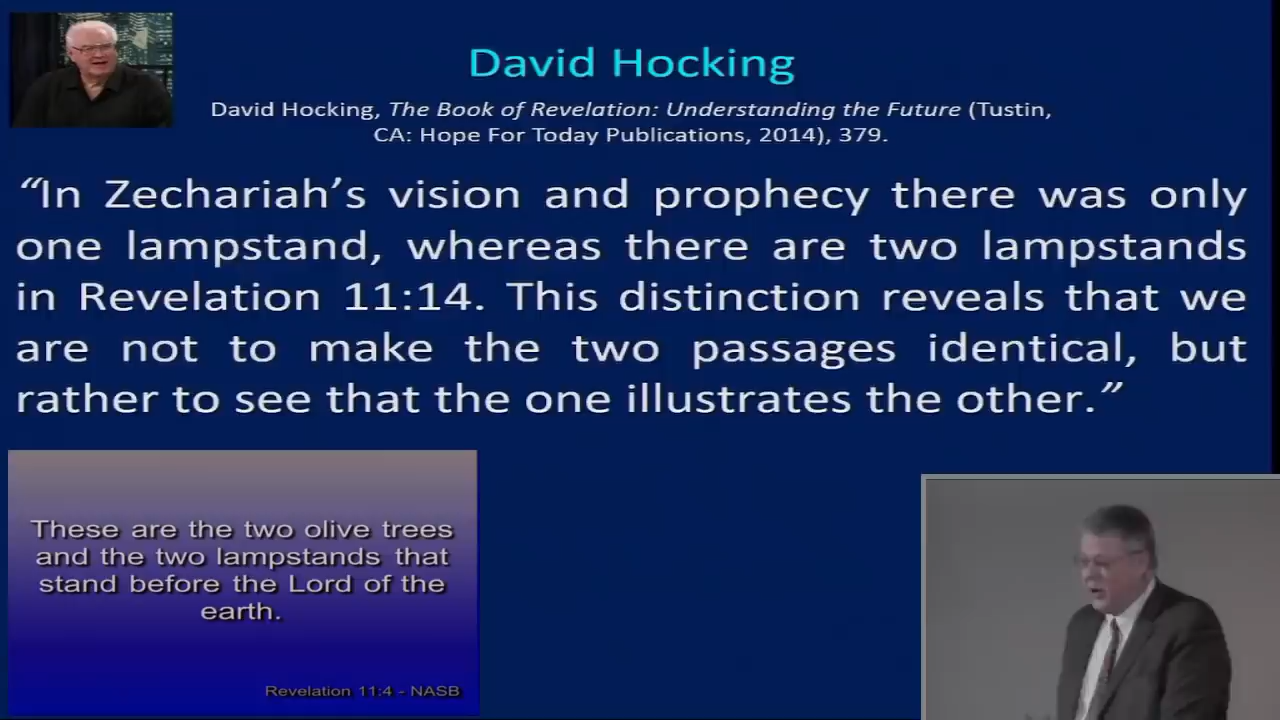 David Hocking
David Hocking, The Book of Revelation: Understanding the Future (Tustin,
CA: Hope For Today Publications, 2014), 379.
“In Zechariah’s vision and prophecy there was only
one lampstand, whereas there are two lampstands
in Revelation 11:14. This distinction reveals that we
are not to make the two passages identical, but
rather to see that the one illustrates the other.”
These are the two olive trees
and the two lampstands that
stand before the Lord of the
earth.
Revelation 11:4 - NASB